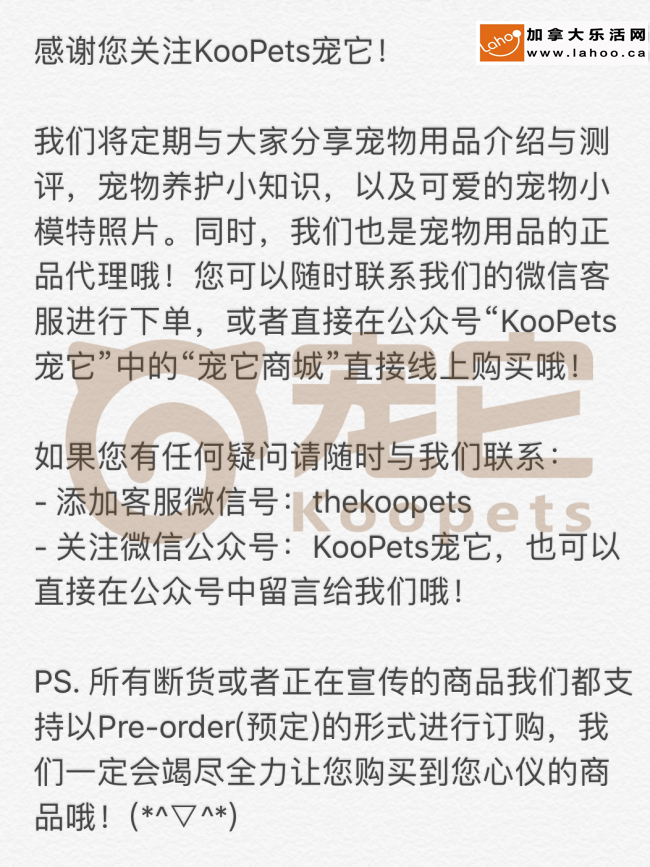 感谢您关注KooPets宠它！
Lahoo
加拿大乐活网
www.lahoo.ca
我们将定期与大家分享宠物用品介绍与测
评，宠物养护小知识，以及可爱的宠物小
模特照片。同时，我们也是宠物用品的正
品代理哦！您可以随时联系我们的微信客
服进行下单，或者直接在公众号“KooPets
宠它”中的“宠它商城”直接线上购买哦！
宠它
Koopets
如果您有任何疑问请随时与我们联系：
- 添加客服微信号：thekoopets
- 关注微信公众号：KooPets宠它，也可以
直接在公众号中留言给我们哦！
PS. 所有断货或者正在宣传的商品我们都支
持以Pre-order(预定)的形式进行订购，我
们一定会竭尽全力让您购买到您心仪的商
品哦！(*^▽^*)